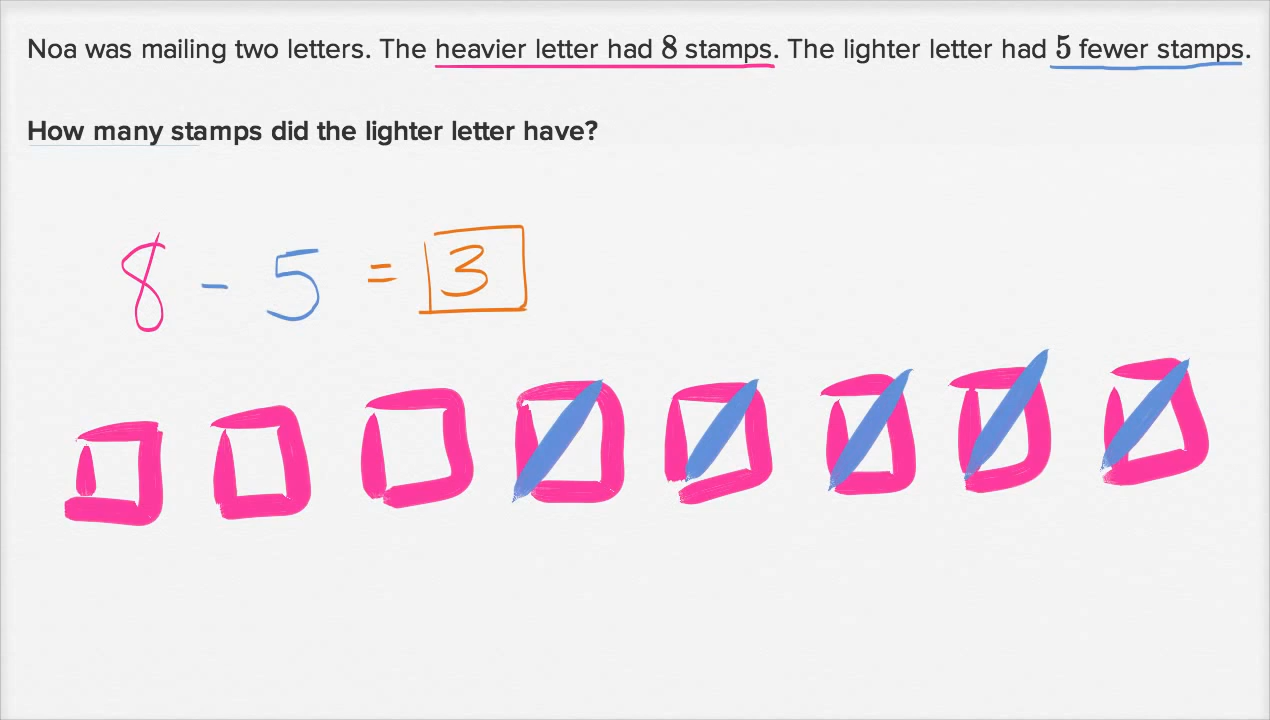 Noa was mailing two letters. The heavier letter had 8 stamps. The lighter letter had 5 fewer stamps.
How many stamps did the lighter letter have?
8 - 5 = 3